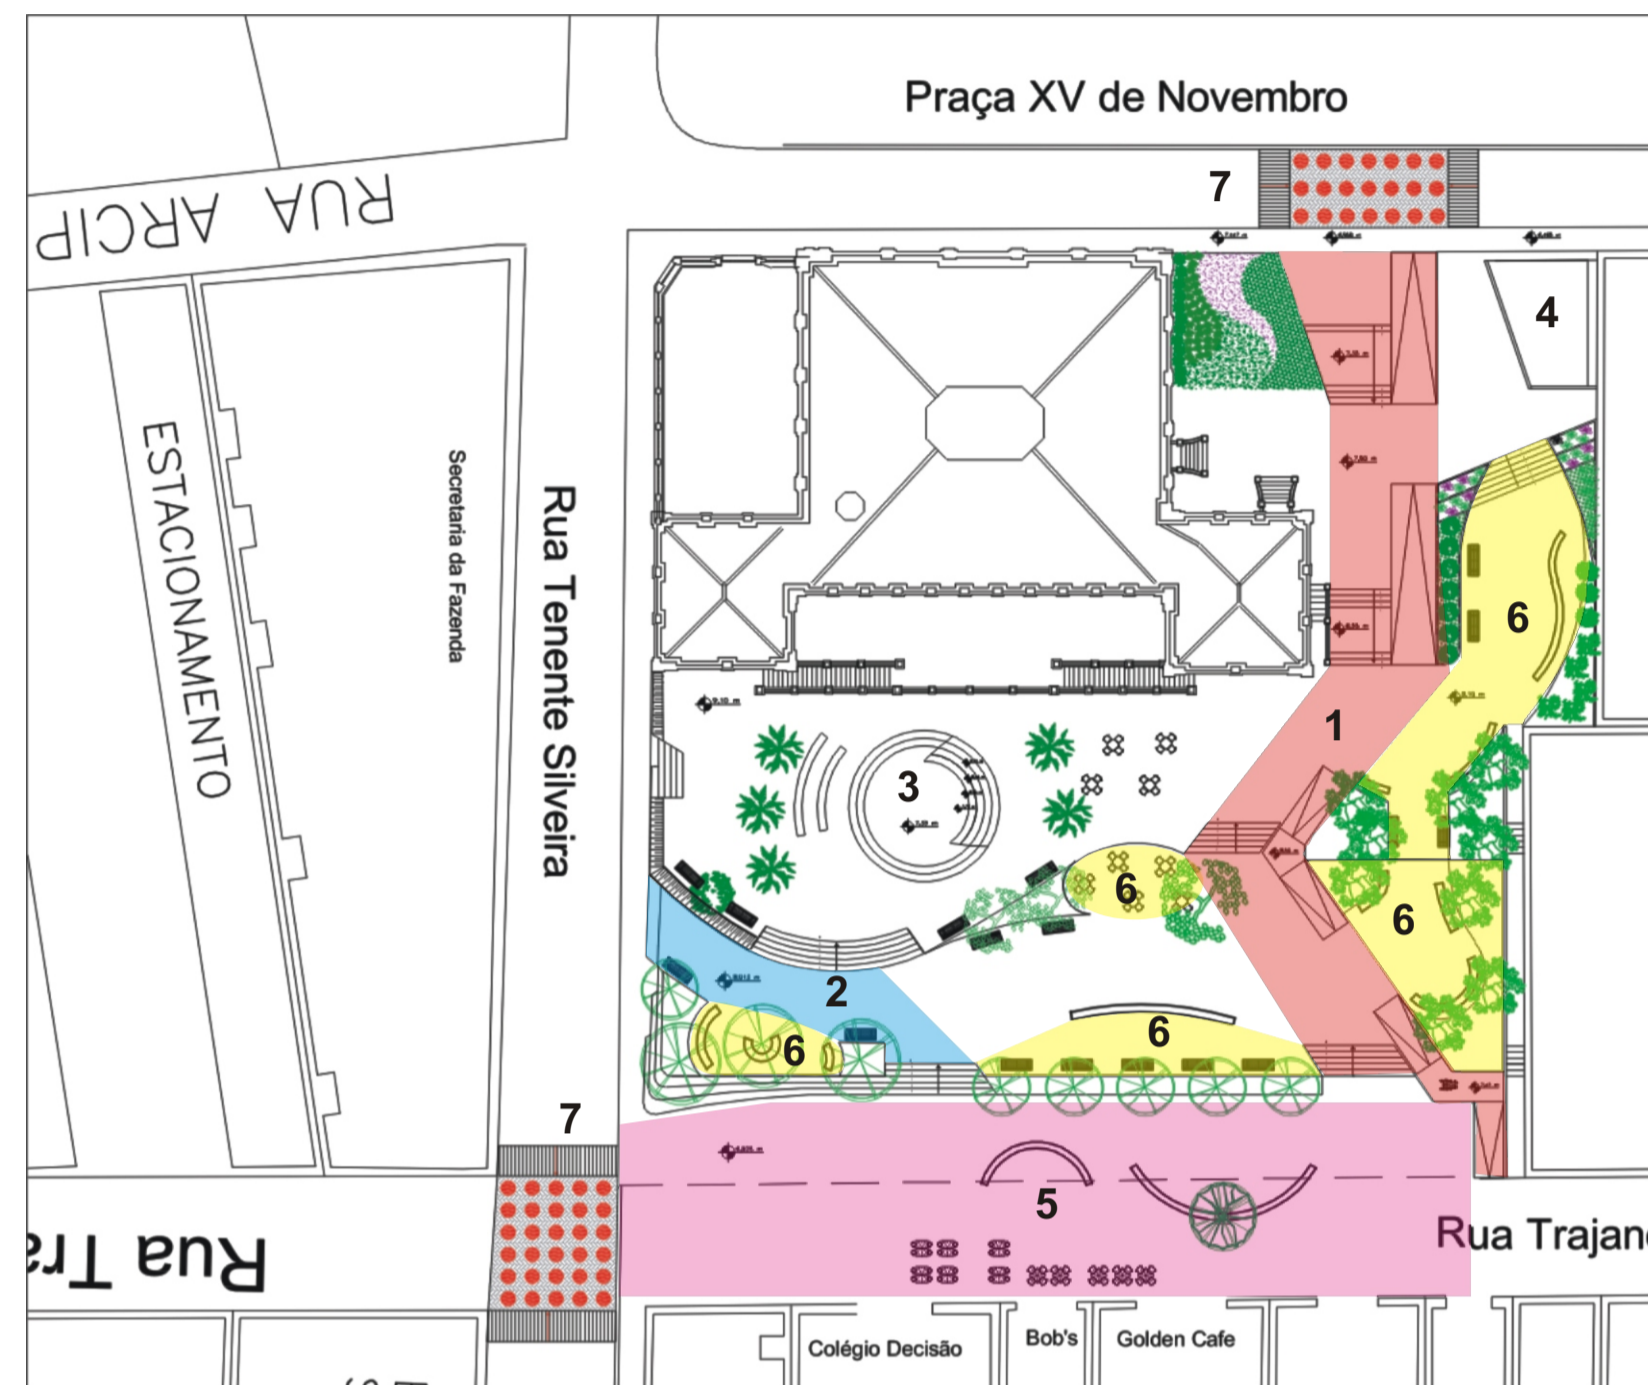 Praça XV de Novembro
7
RUA ARCIP
4
ESTACIONAMENTO
Secretaria da Fazenda
Rua Tenente Silveira
6
1
3
6
6
2
6
6
7
5
Rua Tra
Rua Trajan
Colégio Decisão
Bob's
Golden Cafe